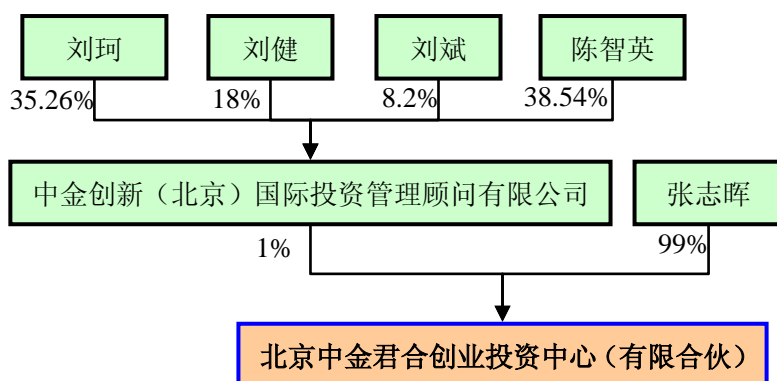 刘珂
刘健
刘斌
陈智英
35.26%
18%
8.2%
38.54%
中金创新（北京）国际投资管理顾问有限公司
张志晖
1%
99%
北京中金君合创业投资中心（有限合伙）